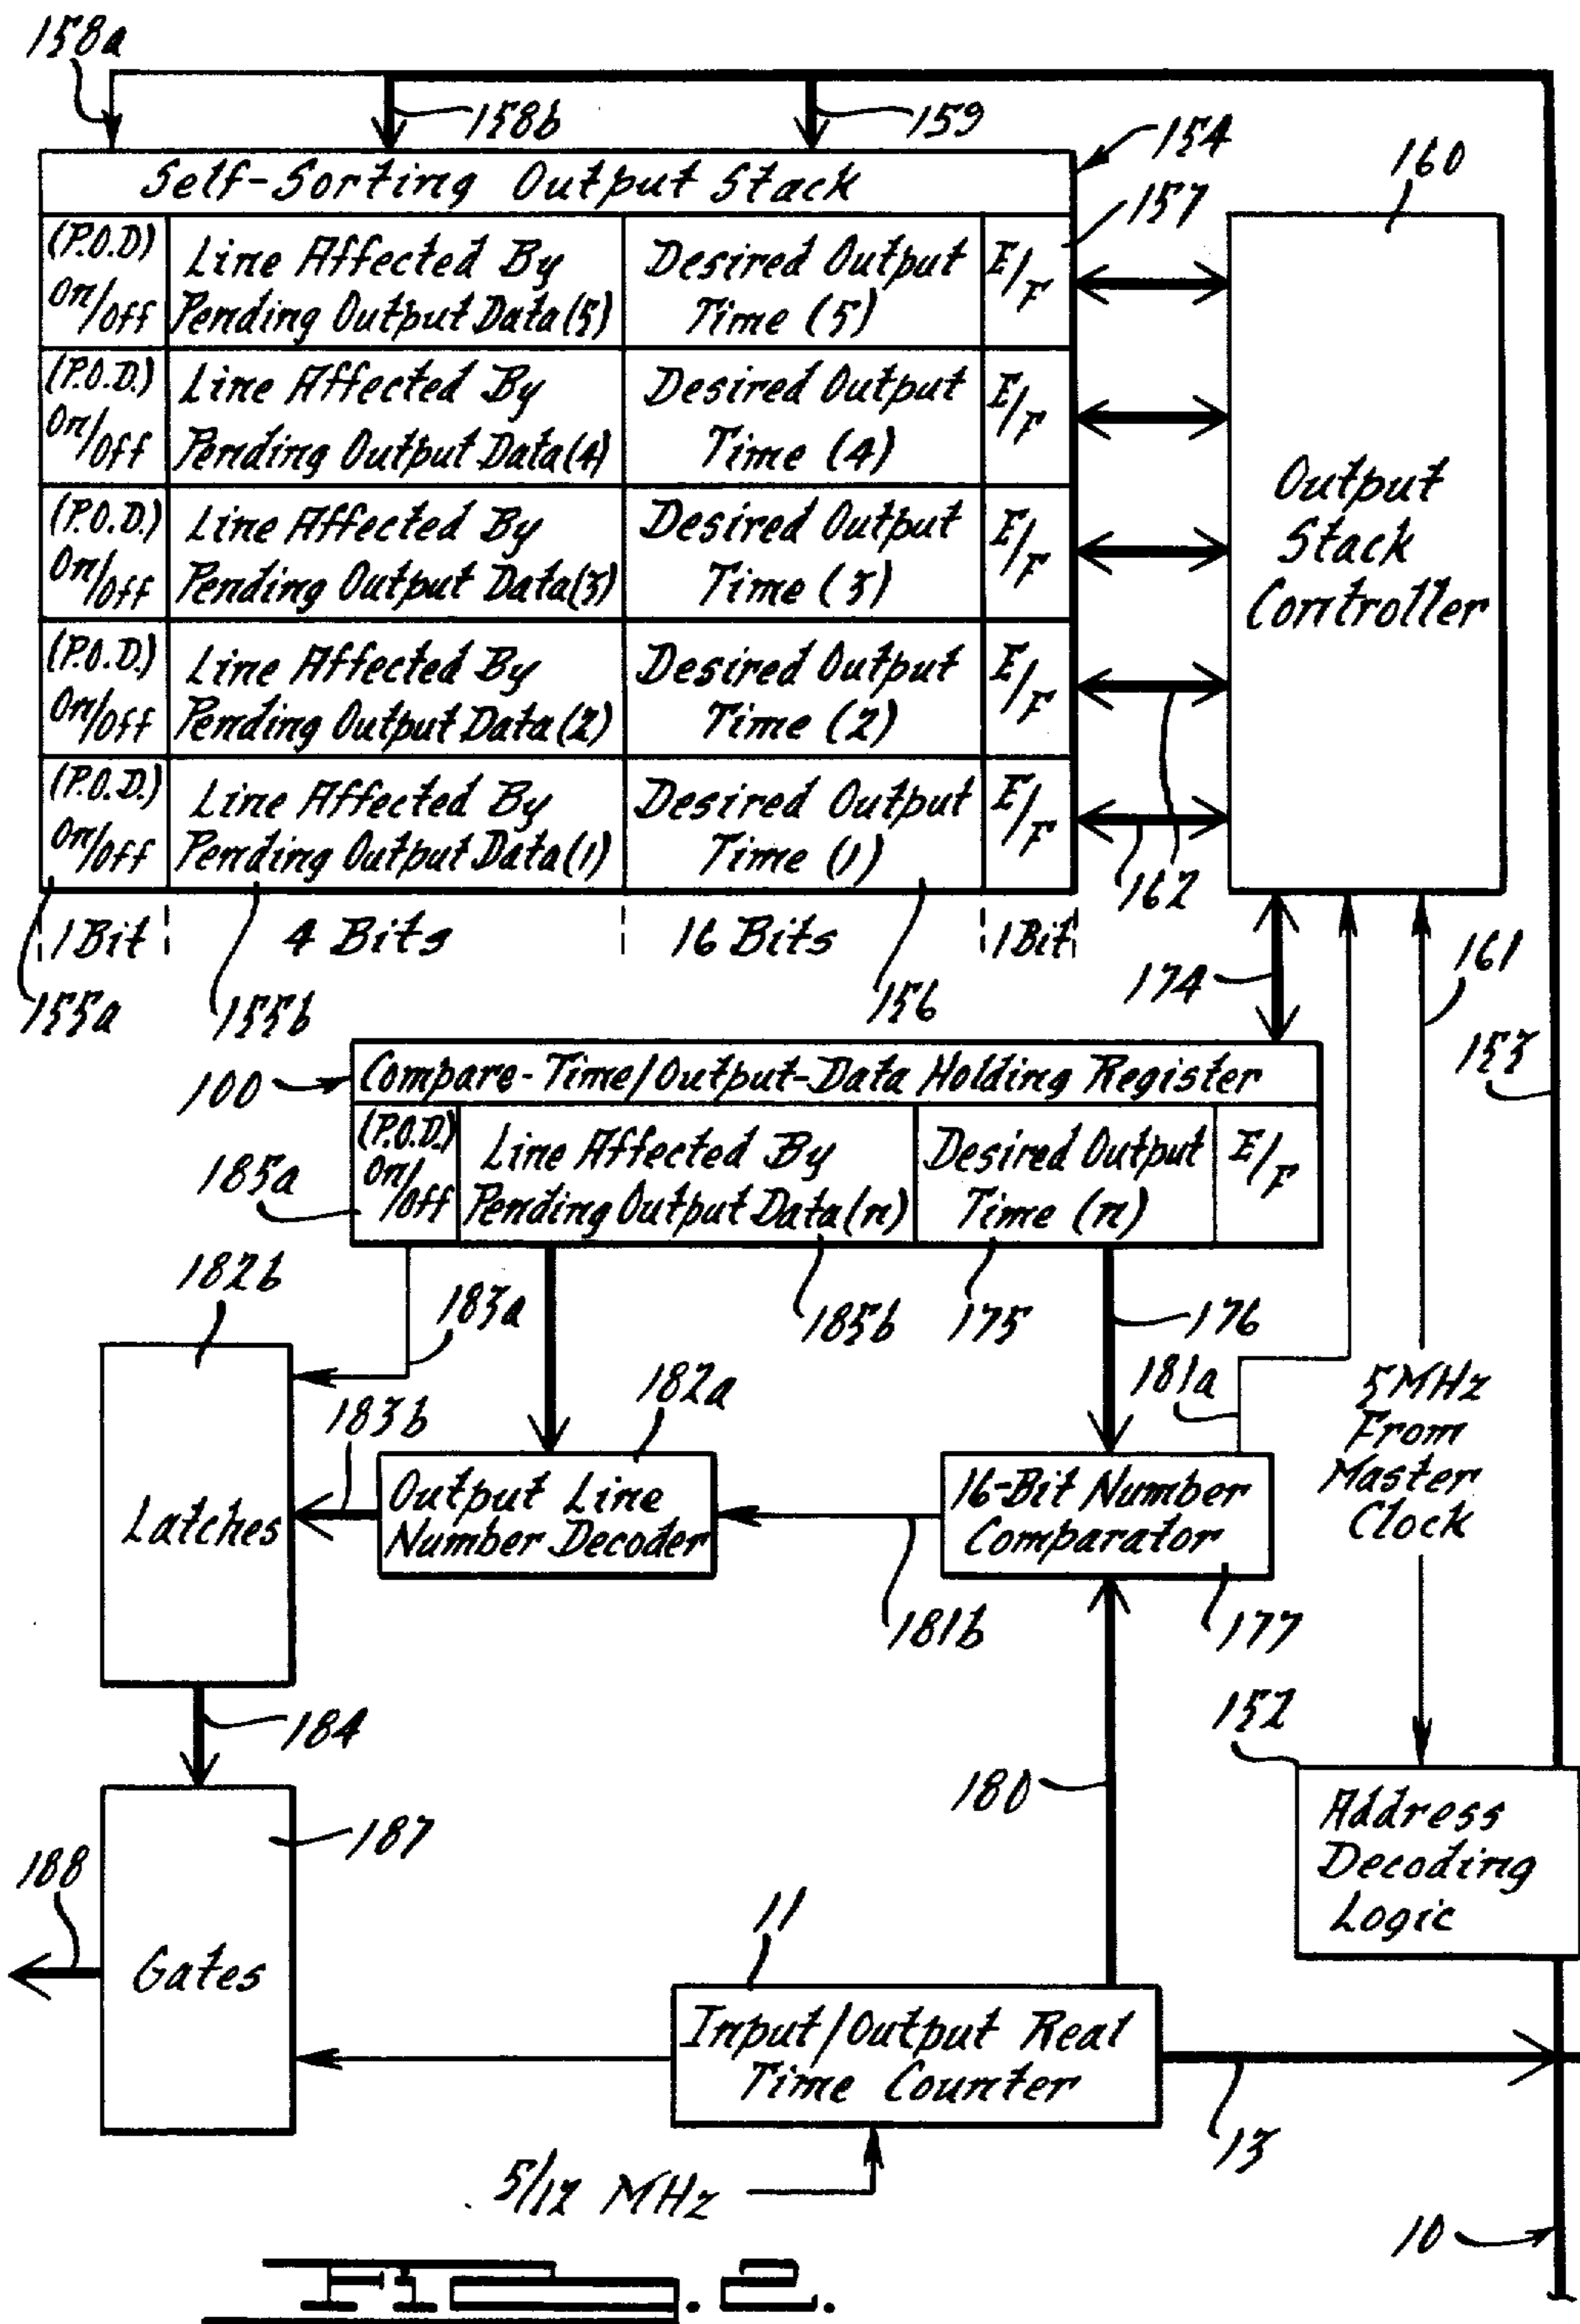 158a
158b
159
154
160
157
Self-Sorting Output Stack
(P.O.D)
On/Off
Line Affected By
Pending Output Data(5)
Desired Output
Time (5)
E/F
(P.O.D.)
On/Off
Line Affected By
Pending Output Data(4)
Desired Output
Time (4)
E/F
(P.O.D.)
On/Off
Line Affected By
Pending Output Data(3)
Desired Output
Time (3)
E/F
(P.O.D.)
On/Off
Line Affected By
Pending Output Data(2)
Desired Output
Time (2)
E/F
(P.O.D.)
On/Off
Line Affected By
Pending Output Data(1)
Desired Output
Time (1)
E/F
Output
Stack
Controller
162
1 Bit
4 Bits
16 Bits
1 Bit
155a
155b
156
174
161
153
100
Compare-Time/Output-Data Holding Register
(P.O.D.)
On/Off
Line Affected By
Pending Output Data(n)
Desired Output
Time (n)
E/F
185a
182b
183a
185b
175
176
181a
5 MHz
From
Master
Clock
183b
182a
Latches
Output Line
Number Decoder
16-Bit Number
Comparator
181b
177
184
152
180
187
188
Address
Decoding
Logic
Gates
11
Input/Output Real
Time Counter
13
5/12 MHz
10
FIG. 2.